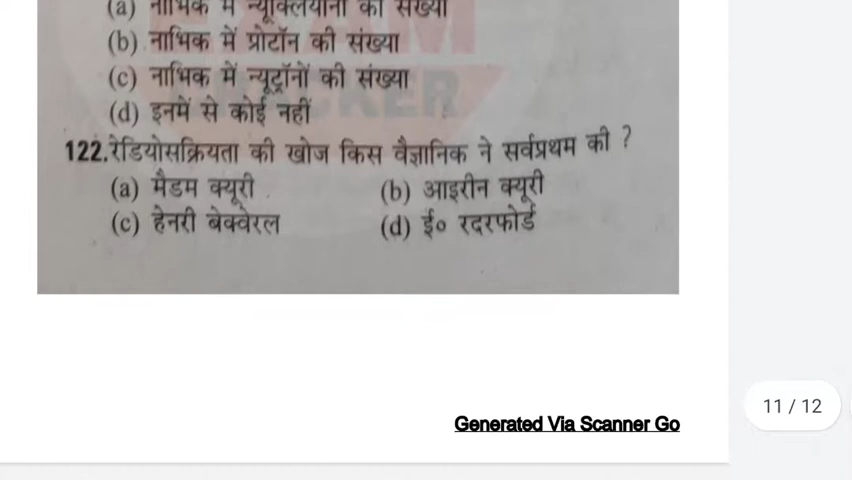 (a) नाभिक में न्यूक्लियोनों की संख्या
(b) नाभिक में प्रोटॉन की संख्या
(c) नाभिक में न्यूट्रॉनों की संख्या
(d) इनमें से कोई नहीं
122.रेडियोसक्रियता की खोज किस वैज्ञानिक ने सर्वप्रथम की ?
(a) मैडम क्यूरी (b) आइरीन क्यूरी
(c) हेनरी बेक्वेरल (d) ई० रदरफोर्ड
11 / 12
Generated Via Scanner Go